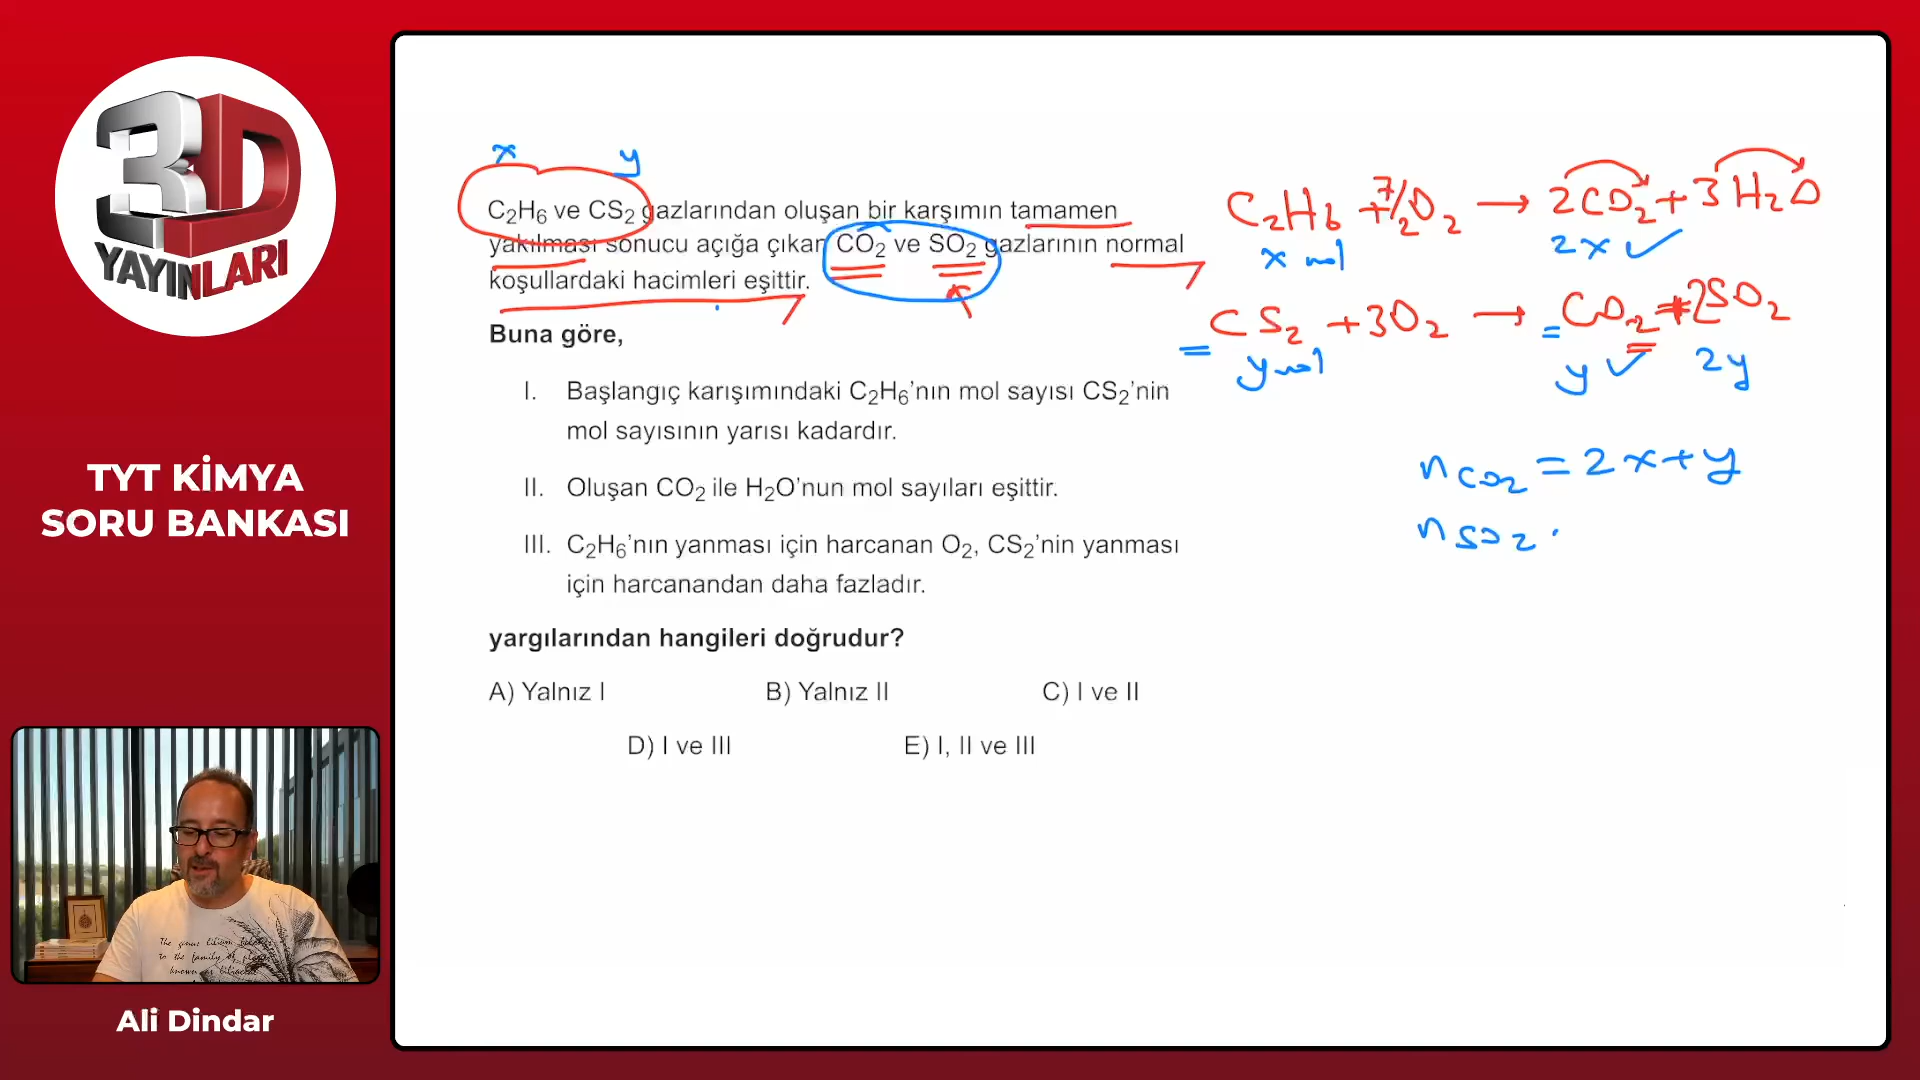 3D
YAYINLARI
TYT KİMYA
SORU BANKASI
Ali Dindar
x y
C₂H₆ ve CS₂ gazlarından oluşan bir karşımın tamamen
yakılması sonucu açığa çıkan CO₂ ve SO₂ gazlarının normal
koşullardaki hacimleri eşittir.
Buna göre,
I. Başlangıç karışımındaki C₂H₆'nın mol sayısı CS₂'nin
mol sayısının yarısı kadardır.
II. Oluşan CO₂ ile H₂O'nun mol sayıları eşittir.
III. C₂H₆'nın yanması için harcanan O₂, CS₂'nin yanması
için harcanandan daha fazladır.
yargılarından hangileri doğrudur?
A) Yalnız I B) Yalnız II C) I ve II
D) I ve III E) I, II ve III
C₂H₆ + 7/2 O₂ → 2CO₂ + 3H₂O
x mol 2x ✓
CS₂ + 3O₂ → CO₂ + 2SO₂
y mol y ✓ 2y
nCO₂ = 2x+y
nSO₂